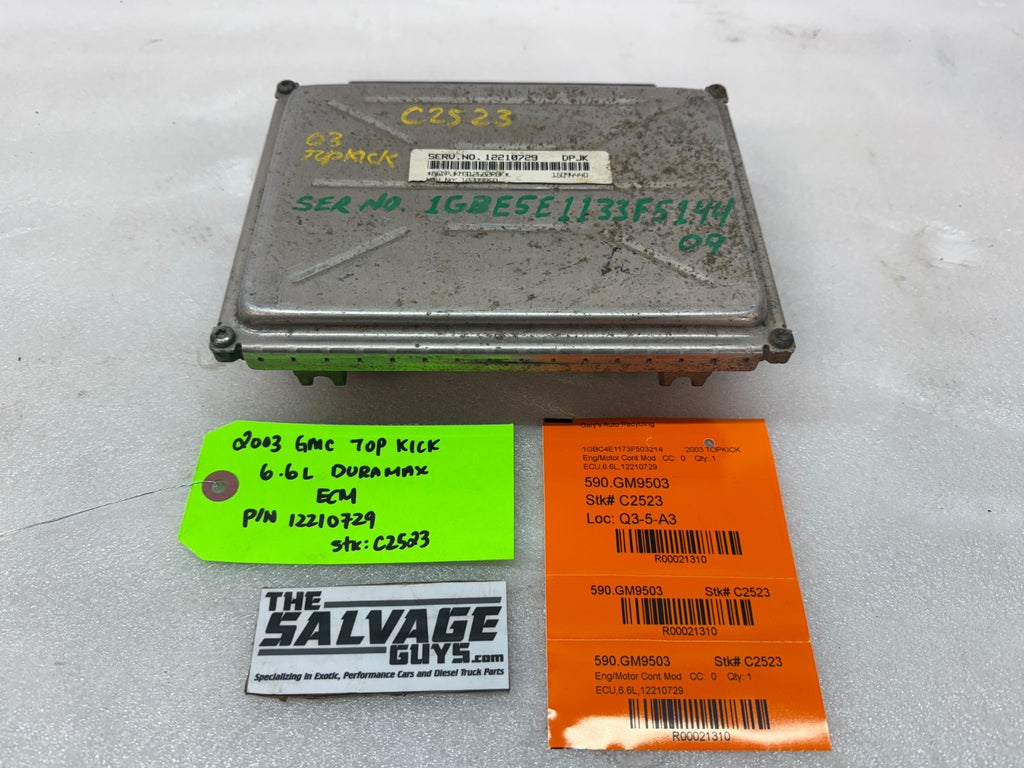 C2523
03
TOPKICK
SERV.NO. 12210729 DPJK
SER NO. 1GBE5E1133F5144
09
2003 GMC TOP KICK
6.6L DURAMAX
ECM
P/N 12210729
STK: C2523
THE
SALVAGE
GUYS.com
Specializing in Exotic, Performance Cars and Diesel Truck Parts
Gary's Auto Recycling
1GBC4E1173F503214 2003 TOPKICK
Eng/Motor Cont Mod CC: 0 Qty: 1
ECU,6.6L,12210729
590.GM9503
Stk# C2523
Loc: Q3-5-A3
R00021310
590.GM9503 Stk# C2523
R00021310
590.GM9503 Stk# C2523
Eng/Motor Cont Mod CC: 0 Qty: 1
ECU,6.6L,12210729
R00021310